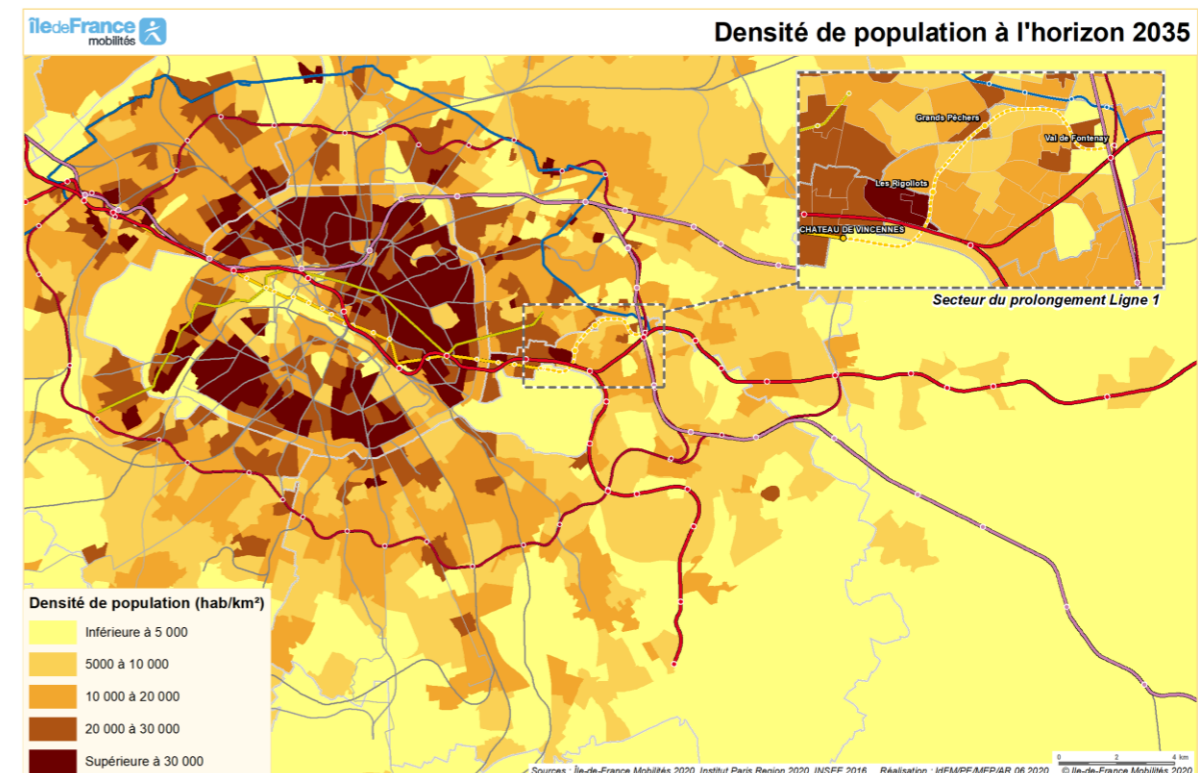 îledeFrance
mobilités
Densité de population à l'horizon 2035
Grands Pêchers
Val de Fontenay
Les Rigollots
CHATEAU DE VINCENNES
Secteur du prolongement Ligne 1
Densité de population (hab/km²)
Inférieure à 5 000
5000 à 10 000
10 000 à 20 000
20 000 à 30 000
Supérieure à 30 000
0 2 4 km
Sources : Île-de-France Mobilités 2020, Institut Paris Region 2020, INSEE 2016 Réalisation : IdFM/PE/MEP/AR 06.2020 © Ile-de-France Mobilités 2020